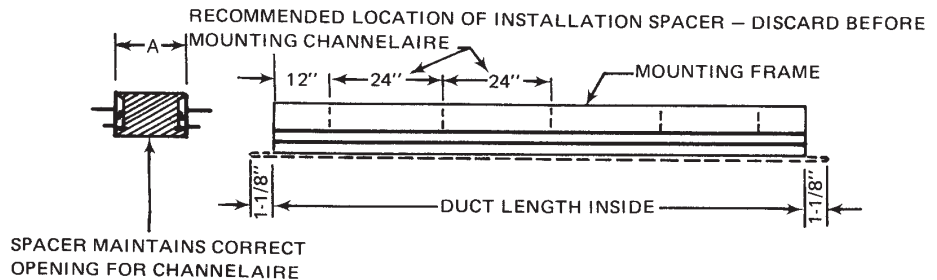 RECOMMENDED LOCATION OF INSTALLATION SPACER – DISCARD BEFORE
MOUNTING CHANNELAIRE
A
12"
24"
24"
MOUNTING FRAME
1-1/8"
DUCT LENGTH INSIDE
1-1/8"
SPACER MAINTAINS CORRECT
OPENING FOR CHANNELAIRE